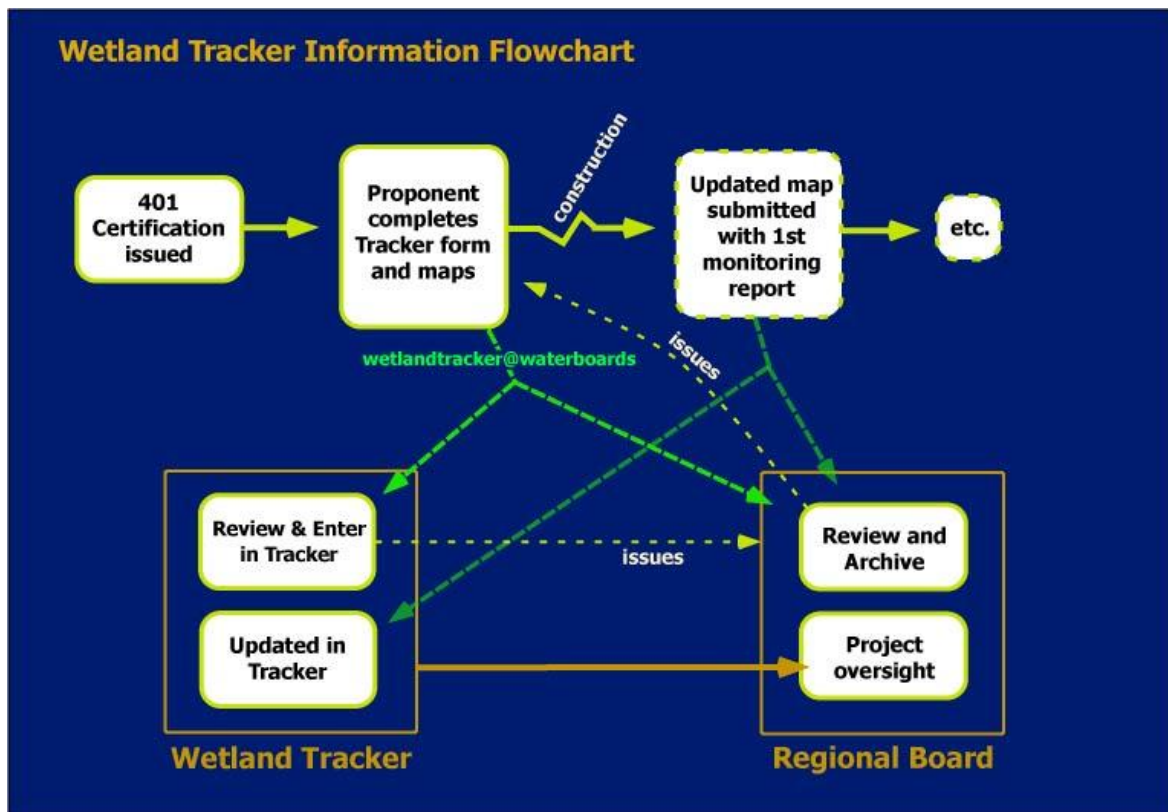 Wetland Tracker Information Flowchart
401
Certification
issued
Proponent
completes
Tracker form
and maps
construction
Updated map
submitted
with 1st
monitoring
report
etc.
wetlandtracker@waterboards
issues
Review & Enter
in Tracker
issues
Review and
Archive
Updated in
Tracker
Project
oversight
Wetland Tracker
Regional Board